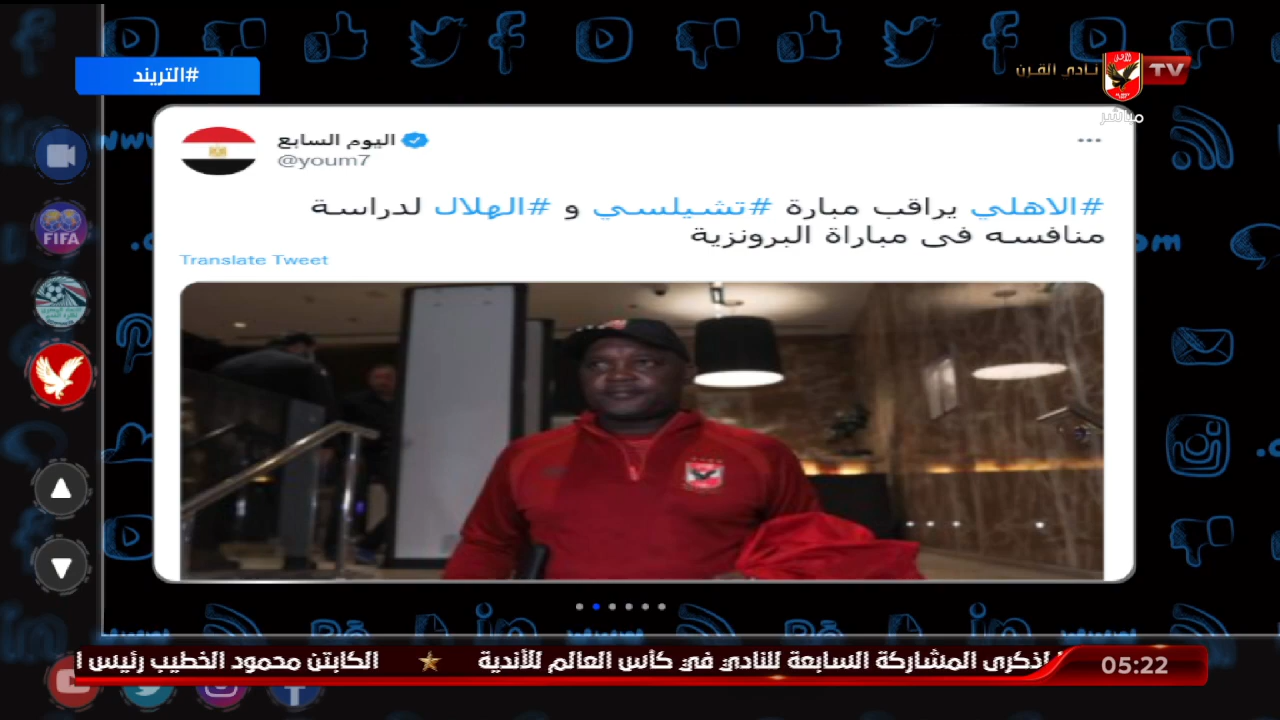 #التريند
نادي القرن
TV
مباشر
اليوم السابع
@youm7
#الاهلي يراقب مبارة #تشيلسي و #الهلال لدراسة
منافسه فى مباراة البرونزية
Translate Tweet
FIFA
اذكرى المشاركة السابعة للنادي في كأس العالم للأندية ★ الكابتن محمود الخطيب رئيس ا
05:22